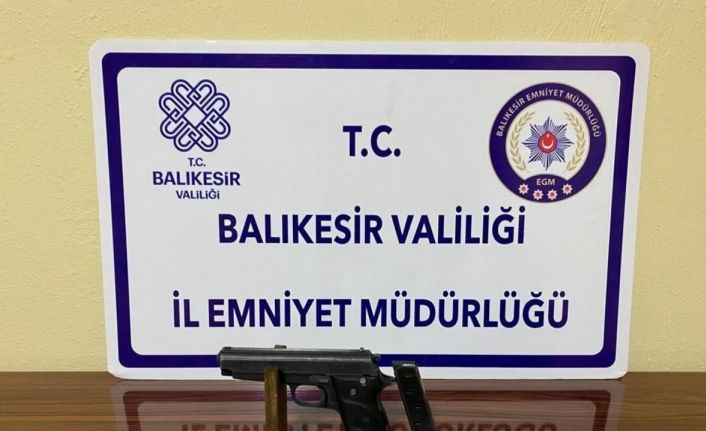 T.C.
BALIKESİR
VALİLİĞİ
T.C.
BALIKESİR EMNİYET MÜDÜRLÜĞÜ
EGM
BALIKESİR VALİLİĞİ
İL EMNİYET MÜDÜRLÜĞÜ